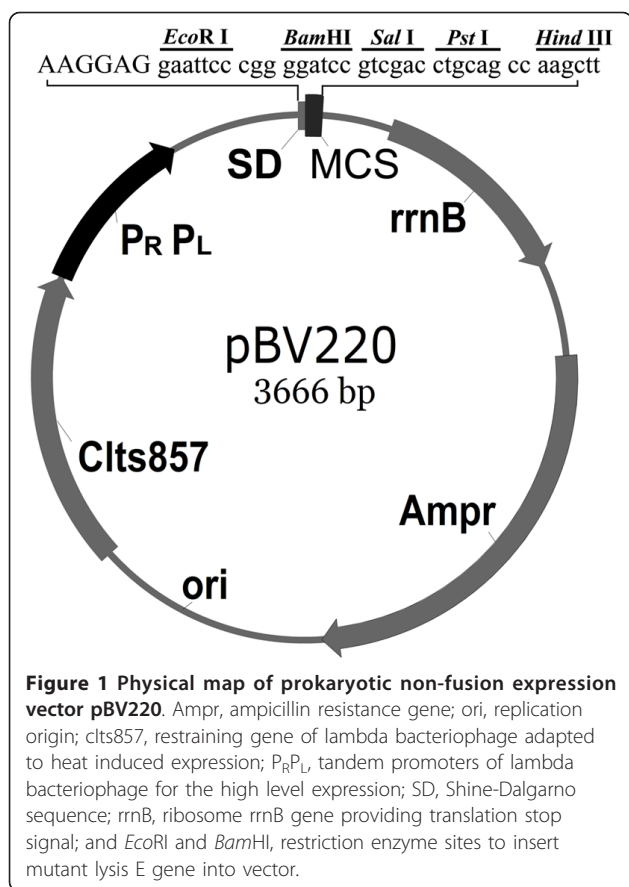 EcoR I BamHI Sal I Pst I Hind III
AAGGAG gaattcc cgg ggatcc gtcgac ctgcag cc aagctt
SD MCS
PR PL
rrnB
pBV220
3666 bp
CIts857
Ampr
ori
Figure 1 Physical map of prokaryotic non-fusion expression
vector pBV220. Ampr, ampicillin resistance gene; ori, replication
origin; cIts857, restraining gene of lambda bacteriophage adapted
to heat induced expression; PRPL, tandem promoters of lambda
bacteriophage for the high level expression; SD, Shine-Dalgarno
sequence; rrnB, ribosome rrnB gene providing translation stop
signal; and EcoRI and BamHI, restriction enzyme sites to insert
mutant lysis E gene into vector.